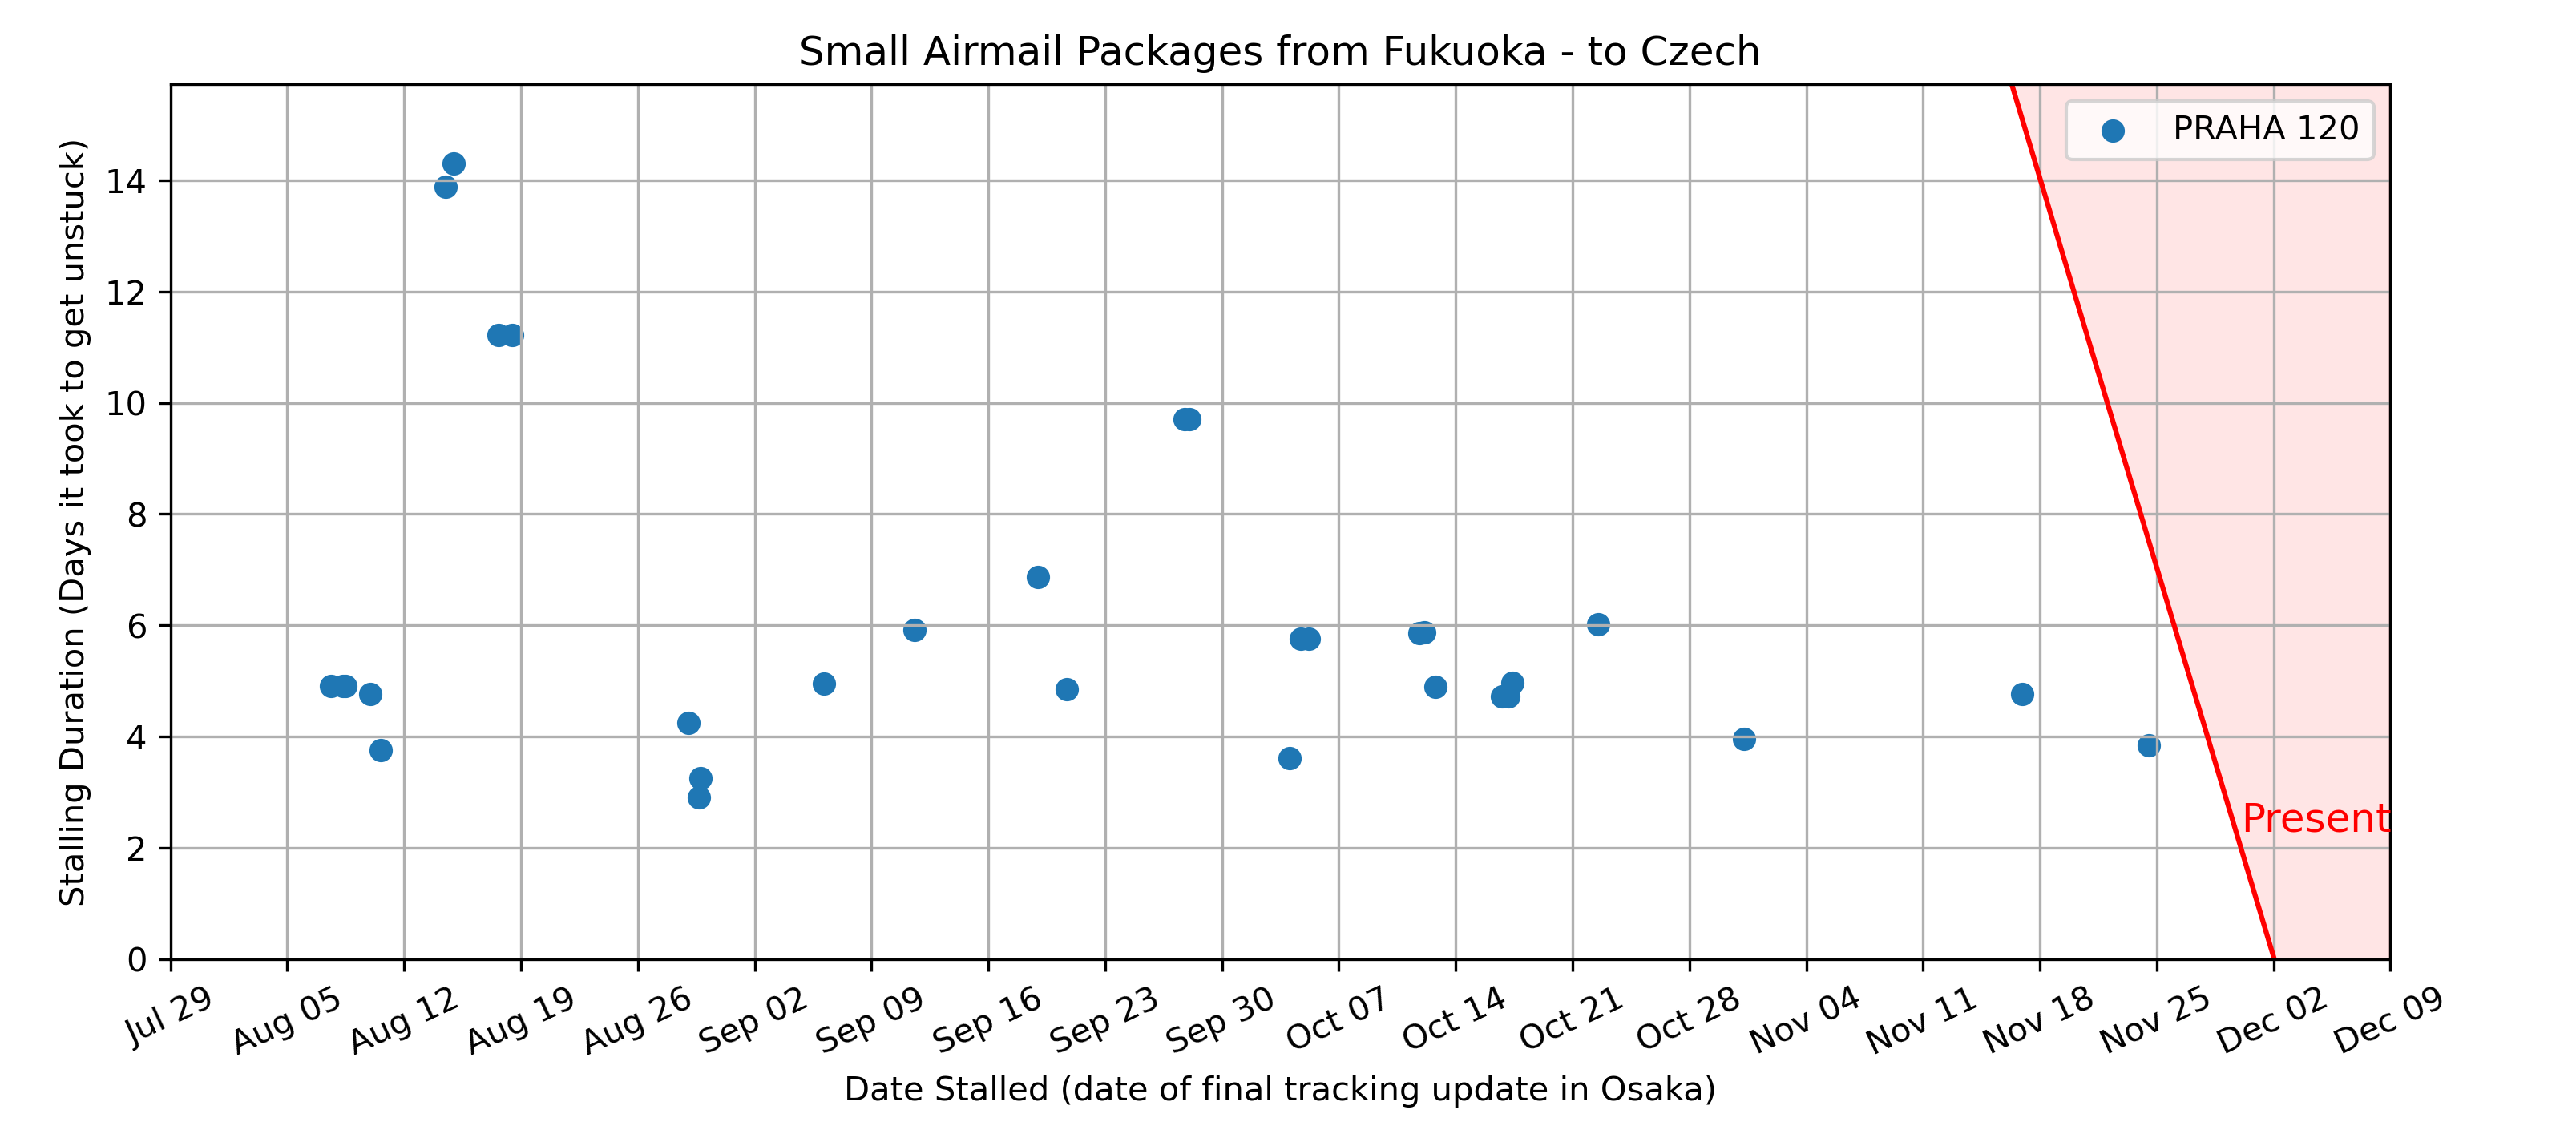 Small Airmail Packages from Fukuoka - to Czech
PRAHA 120
Stalling Duration (Days it took to get unstuck)
14
12
10
8
6
4
2
0
Present
Jul 29
Aug 05
Aug 12
Aug 19
Aug 26
Sep 02
Sep 09
Sep 16
Sep 23
Sep 30
Oct 07
Oct 14
Oct 21
Oct 28
Nov 04
Nov 11
Nov 18
Nov 25
Dec 02
Dec 09
Date Stalled (date of final tracking update in Osaka)